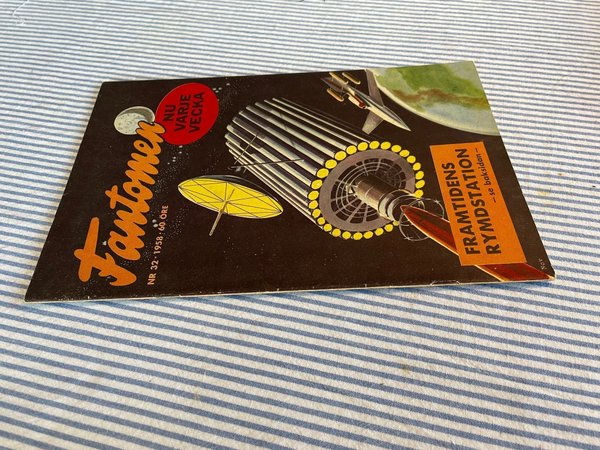 Fantomen
NU
VARJE
VECKA
NR 32 · 1958 · 60 ÖRE
FRAMTIDENS
RYMDSTATION
— se baksidan —